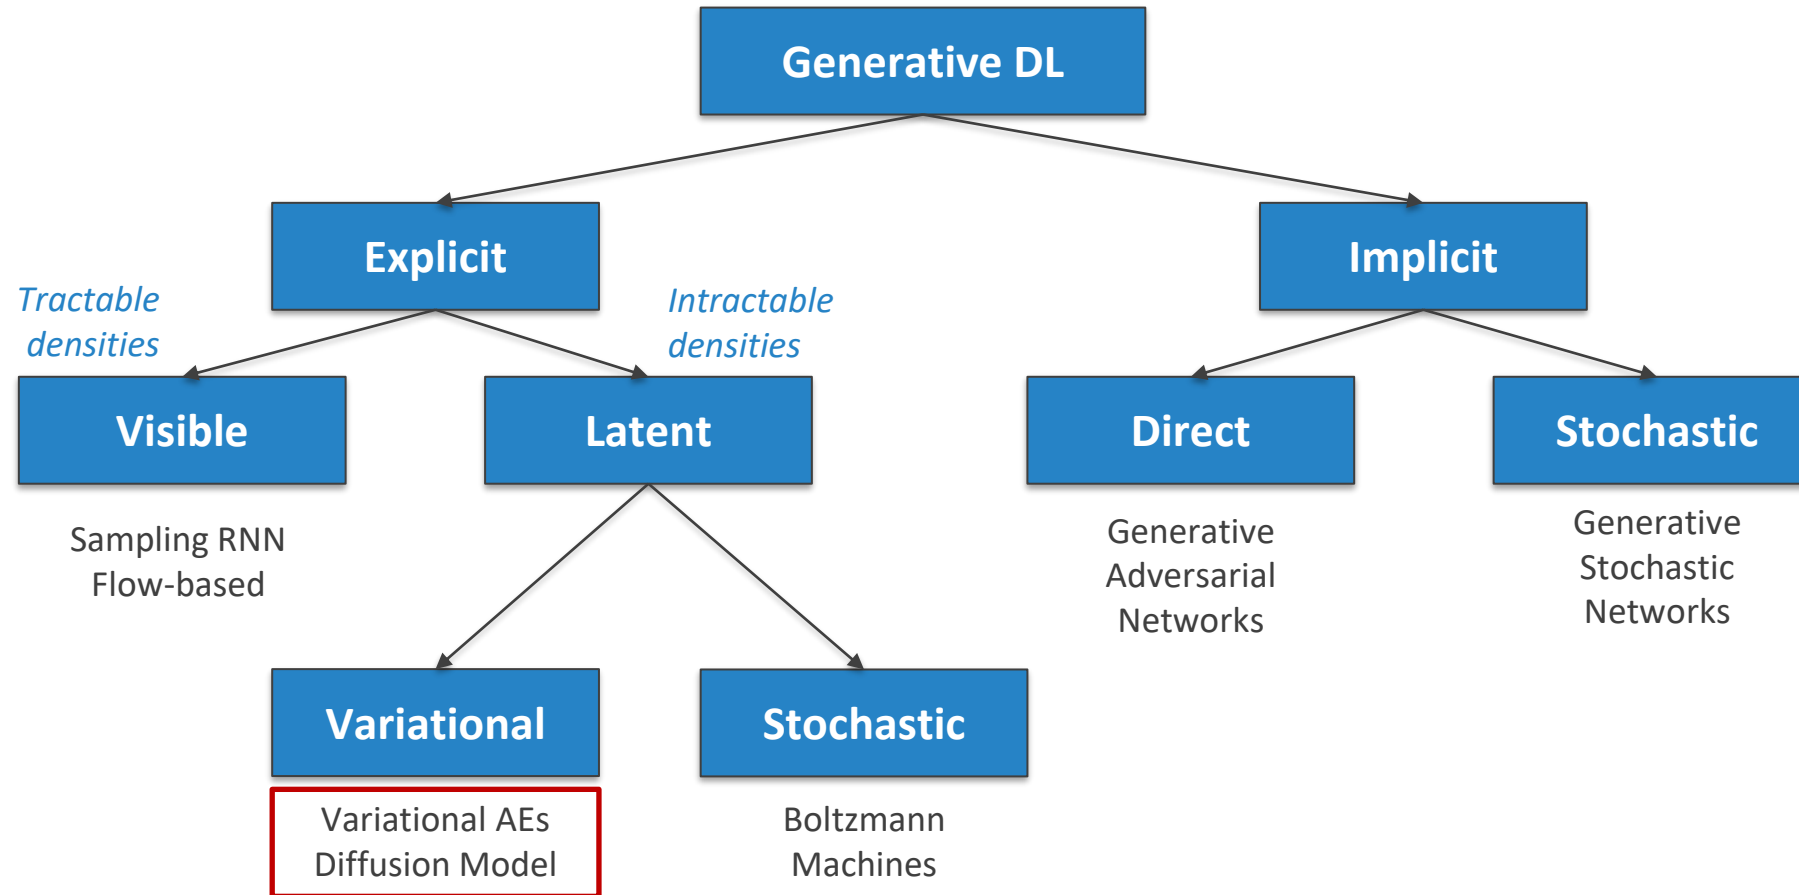 Generative DL
Explicit
Implicit
Tractable
densities
Intractable
densities
Visible
Latent
Direct
Stochastic
Sampling RNN
Flow-based
Generative
Adversarial
Networks
Generative
Stochastic
Networks
Variational
Stochastic
Variational AEs
Diffusion Model
Boltzmann
Machines